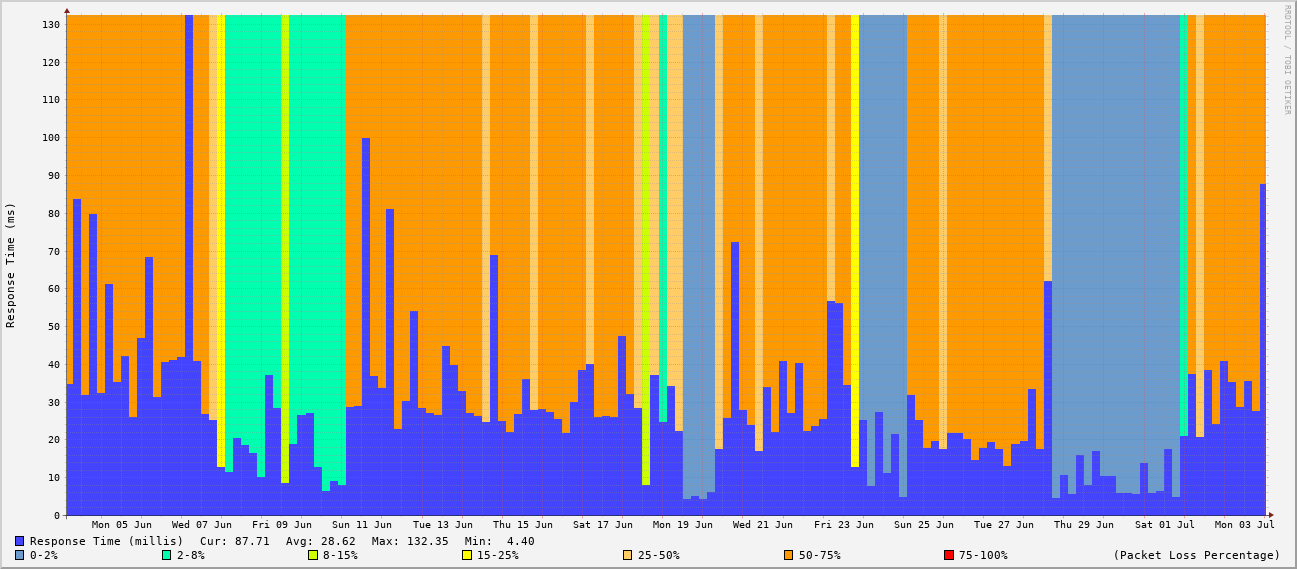 RRDTOOL / TOBI OETIKER
Response Time (ms)
130
120
110
100
90
80
70
60
50
40
30
20
10
0
Mon 05 Jun Wed 07 Jun Fri 09 Jun Sun 11 Jun Tue 13 Jun Thu 15 Jun Sat 17 Jun Mon 19 Jun Wed 21 Jun Fri 23 Jun Sun 25 Jun Tue 27 Jun Thu 29 Jun Sat 01 Jul Mon 03 Jul
Response Time (millis) Cur: 87.71 Avg: 28.62 Max: 132.35 Min: 4.40
0-2% 2-8% 8-15% 15-25% 25-50% 50-75% 75-100% (Packet Loss Percentage)